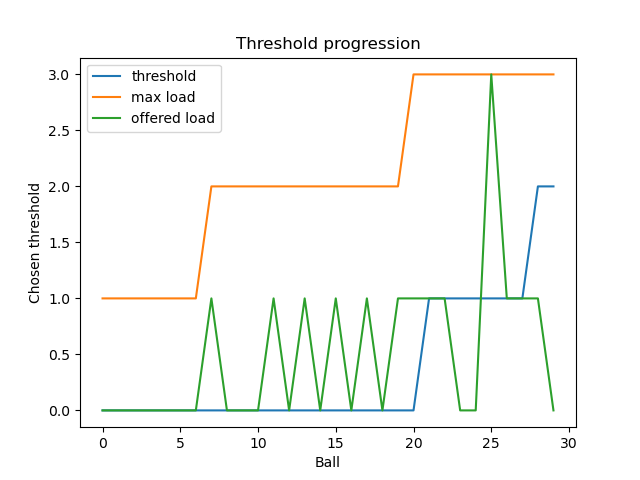 Threshold progression
threshold
max load
offered load
Chosen threshold
3.0
2.5
2.0
1.5
1.0
0.5
0.0
0 5 10 15 20 25 30
Ball